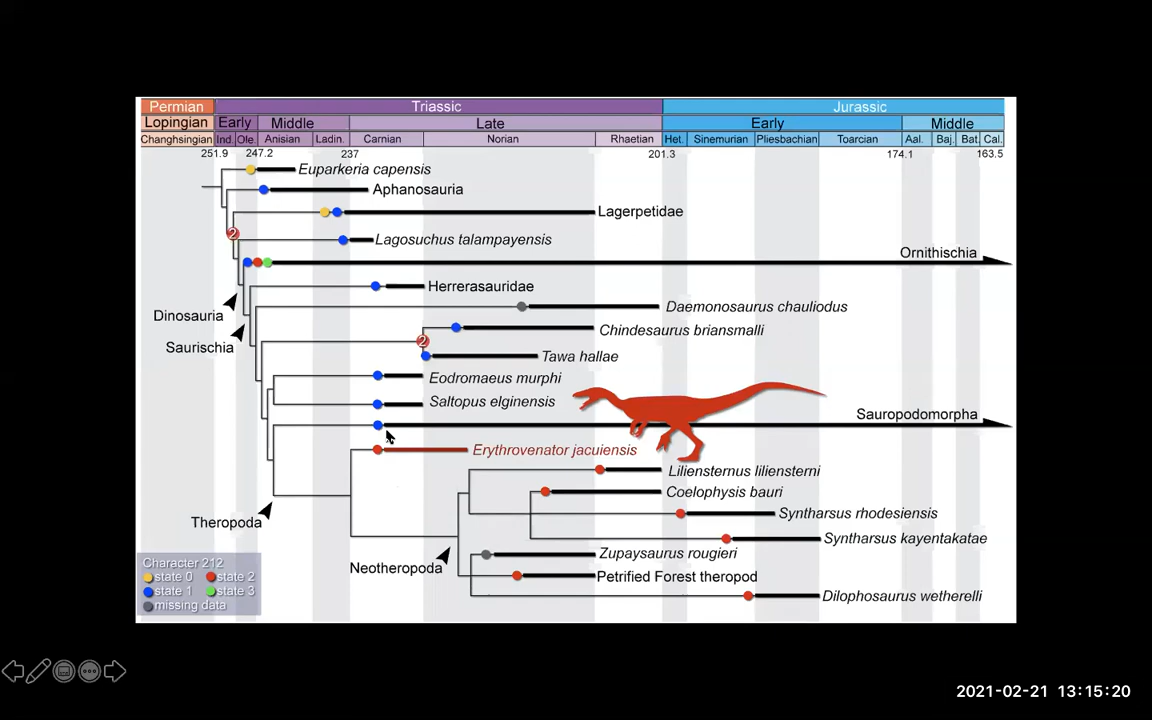 Permian Triassic Jurassic
Lopingian Early Middle Late Early Middle
Changhsingian Ind. Ole. Anisian Ladin. Carnian Norian Rhaetian Het. Sinemurian Pliesbachian Toarcian Aal. Baj. Bat. Cal.
251.9 247.2 237 201.3 174.1 163.5
Euparkeria capensis
Aphanosauria
Lagerpetidae
2
Lagosuchus talampayensis
Ornithischia
Herrerasauridae
Dinosauria
Daemonosaurus chauliodus
Chindesaurus briansmalli
2
Saurischia
Tawa hallae
Eodromaeus murphi
Saltopus elginensis
Sauropodomorpha
Erythrovenator jacuiensis
Liliensternus liliensterni
Coelophysis bauri
Syntharsus rhodesiensis
Theropoda
Syntharsus kayentakatae
Zupaysaurus rougieri
Neotheropoda
Petrified Forest theropod
Dilophosaurus wetherelli
Character 212
state 0 state 2
state 1 state 3
missing data
2021-02-21 13:15:20